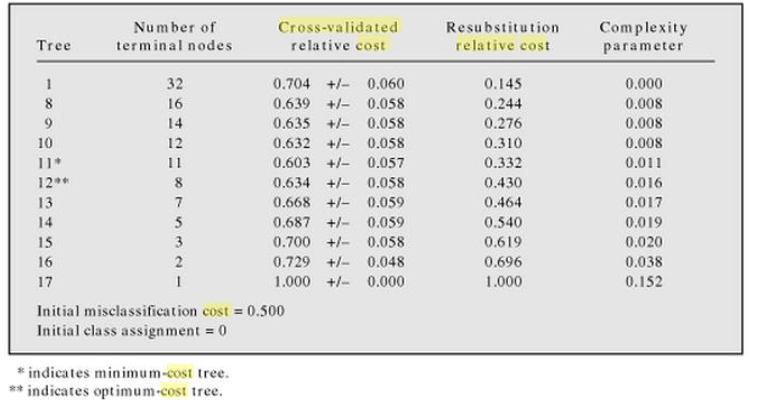 Number of Cross-validated Resubstitution Complexity
Tree terminal nodes relative cost relative cost parameter
1 32 0.704 +/– 0.060 0.145 0.000
8 16 0.639 +/– 0.058 0.244 0.008
9 14 0.635 +/– 0.058 0.276 0.008
10 12 0.632 +/– 0.058 0.310 0.008
11* 11 0.603 +/– 0.057 0.332 0.011
12** 8 0.634 +/– 0.058 0.430 0.016
13 7 0.668 +/– 0.059 0.464 0.017
14 5 0.687 +/– 0.059 0.540 0.019
15 3 0.700 +/– 0.058 0.619 0.020
16 2 0.729 +/– 0.048 0.696 0.038
17 1 1.000 +/– 0.000 1.000 0.152
Initial misclassification cost = 0.500
Initial class assignment = 0
* indicates minimum-cost tree.
** indicates optimum-cost tree.